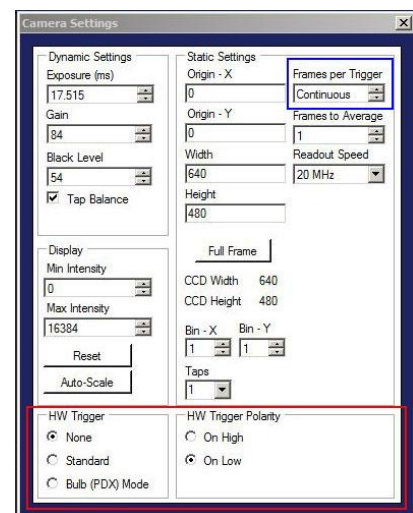 Camera Settings
Dynamic Settings
Exposure (ms)
17.515
Gain
84
Black Level
54
Tap Balance
Static Settings
Origin - X
0
Origin - Y
0
Width
640
Height
480
Frames per Trigger
Continuous
Frames to Average
1
Readout Speed
20 MHz
Full Frame
CCD Width 640
CCD Height 480
Bin - X Bin - Y
1 1
Taps
1
Display
Min Intensity
0
Max Intensity
16384
Reset
Auto-Scale
HW Trigger
None
Standard
Bulb (PDX) Mode
HW Trigger Polarity
On High
On Low